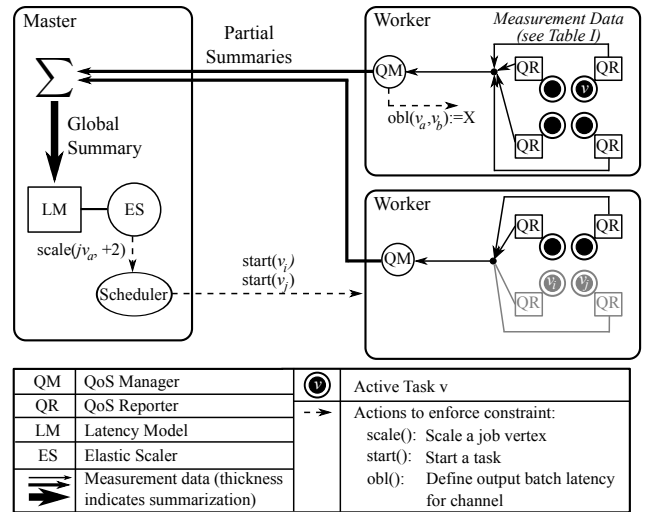 Master
Partial
Summaries
∑
Global
Summary
LM
ES
scale(jva, +2)
Scheduler
start(vi)
start(vj)
Worker
Measurement Data
(see Table I)
QM
obl(va,vb):=X
QR
QR
v
QR
QR
Worker
QM
QR
QR
vi
vj
QR
QR
QM QoS Manager
QR QoS Reporter
LM Latency Model
ES Elastic Scaler
Measurement data (thickness
indicates summarization)
v Active Task v
Actions to enforce constraint:
scale(): Scale a job vertex
start(): Start a task
obl(): Define output batch latency
for channel